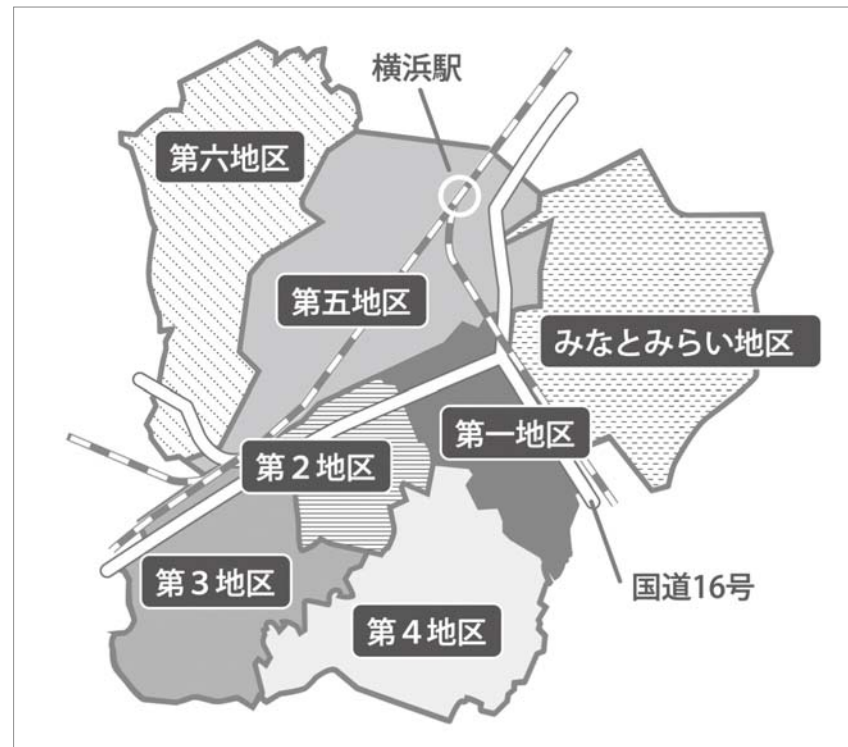 横浜駅
第六地区
第五地区
みなとみらい地区
第一地区
第２地区
第３地区
国道16号
第４地区